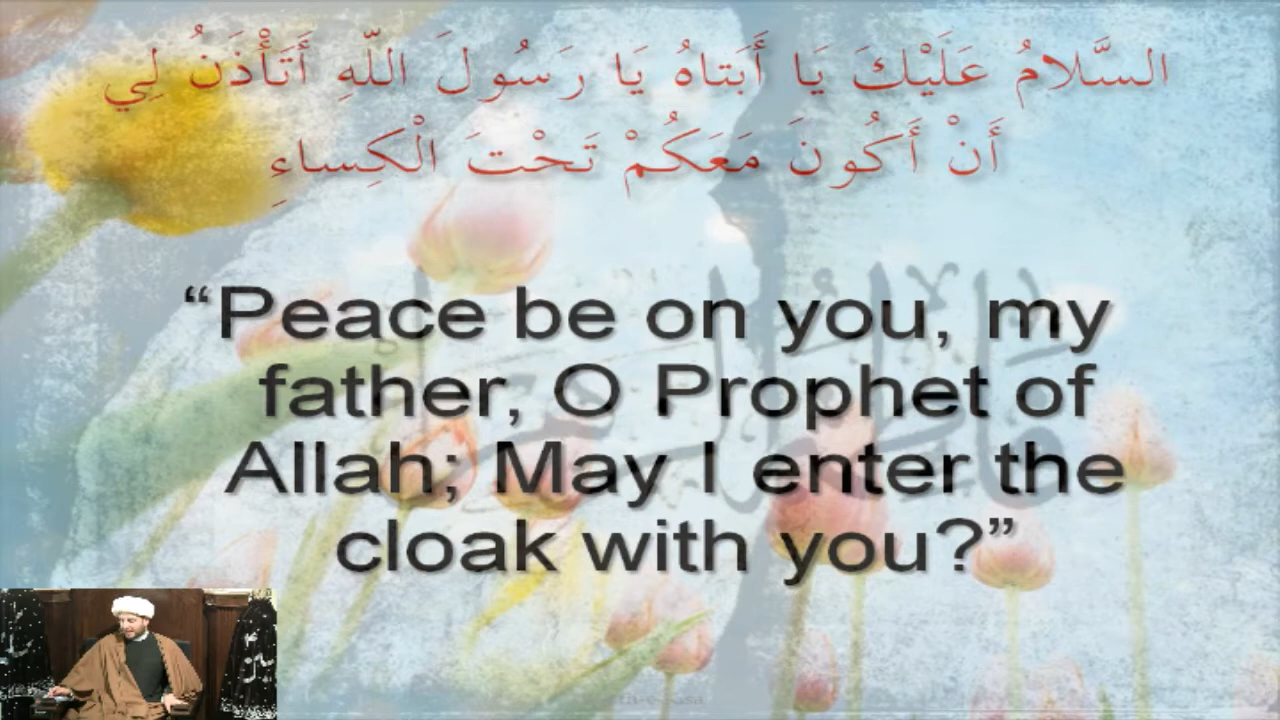 السَّلامُ عَلَيْكَ يَا أَبَتاهُ يَا رَسُولَ اللّهِ أَتَأْذَنُ لِي
أَنْ أَكُونَ مَعَكُمْ تَحْتَ الْكِساءِ
“Peace be on you, my
father, O Prophet of
Allah; May I enter the
cloak with you?”